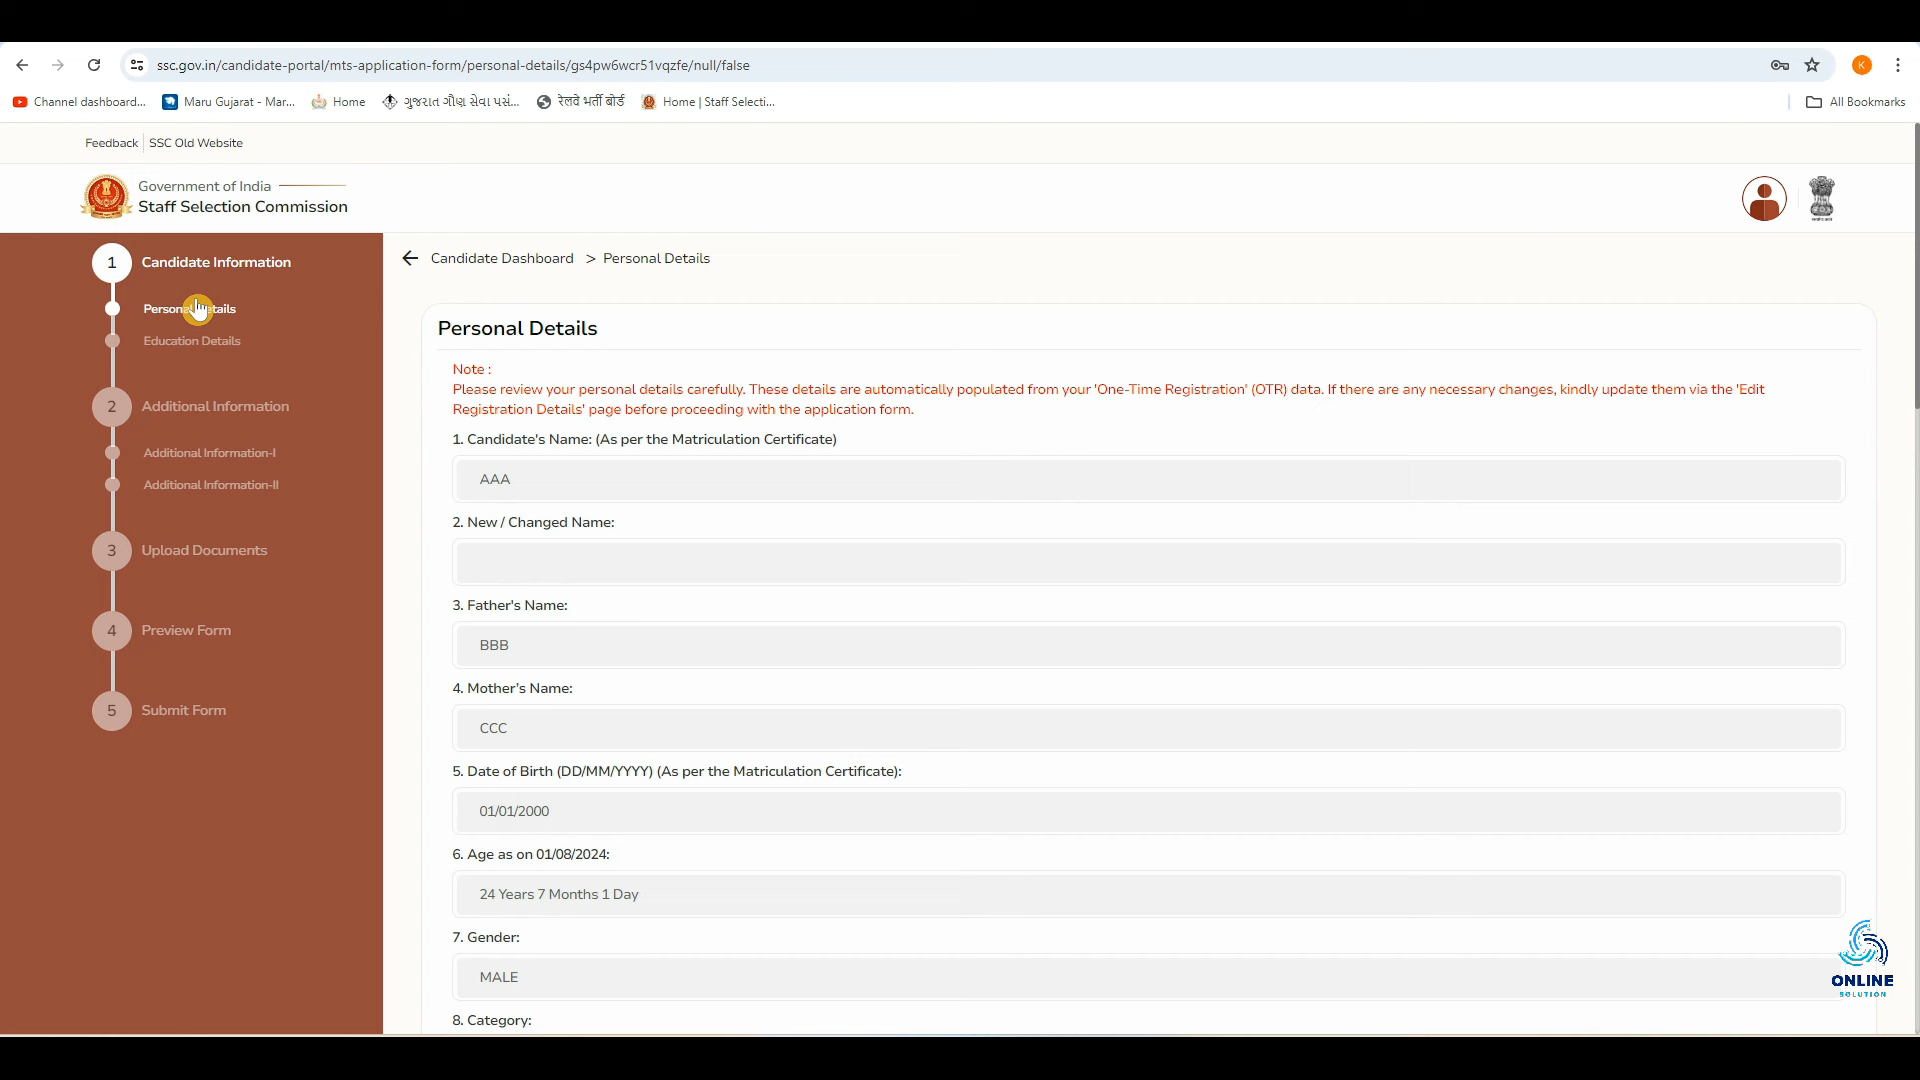 ssc.gov.in/candidate-portal/mts-application-form/personal-details/gs4pw6wcr51vqzfe/null/false
K
Channel dashboard...
Maru Gujarat - Mar...
Home
ગુજરાત ગૌણ સેવા પસં...
रेलवे भर्ती बोर्ड
Home | Staff Selecti...
All Bookmarks
Feedback
SSC Old Website
Government of India
Staff Selection Commission
1 Candidate Information
Personal Details
Education Details
2 Additional Information
Additional Information-I
Additional Information-II
3 Upload Documents
4 Preview Form
5 Submit Form
Candidate Dashboard > Personal Details
Personal Details
Note :
Please review your personal details carefully. These details are automatically populated from your 'One-Time Registration' (OTR) data. If there are any necessary changes, kindly update them via the 'Edit
Registration Details' page before proceeding with the application form.
1. Candidate's Name: (As per the Matriculation Certificate)
AAA
2. New / Changed Name:
3. Father's Name:
BBB
4. Mother's Name:
CCC
5. Date of Birth (DD/MM/YYYY) (As per the Matriculation Certificate):
01/01/2000
6. Age as on 01/08/2024:
24 Years 7 Months 1 Day
7. Gender:
MALE
8. Category:
ONLINE
SOLUTION